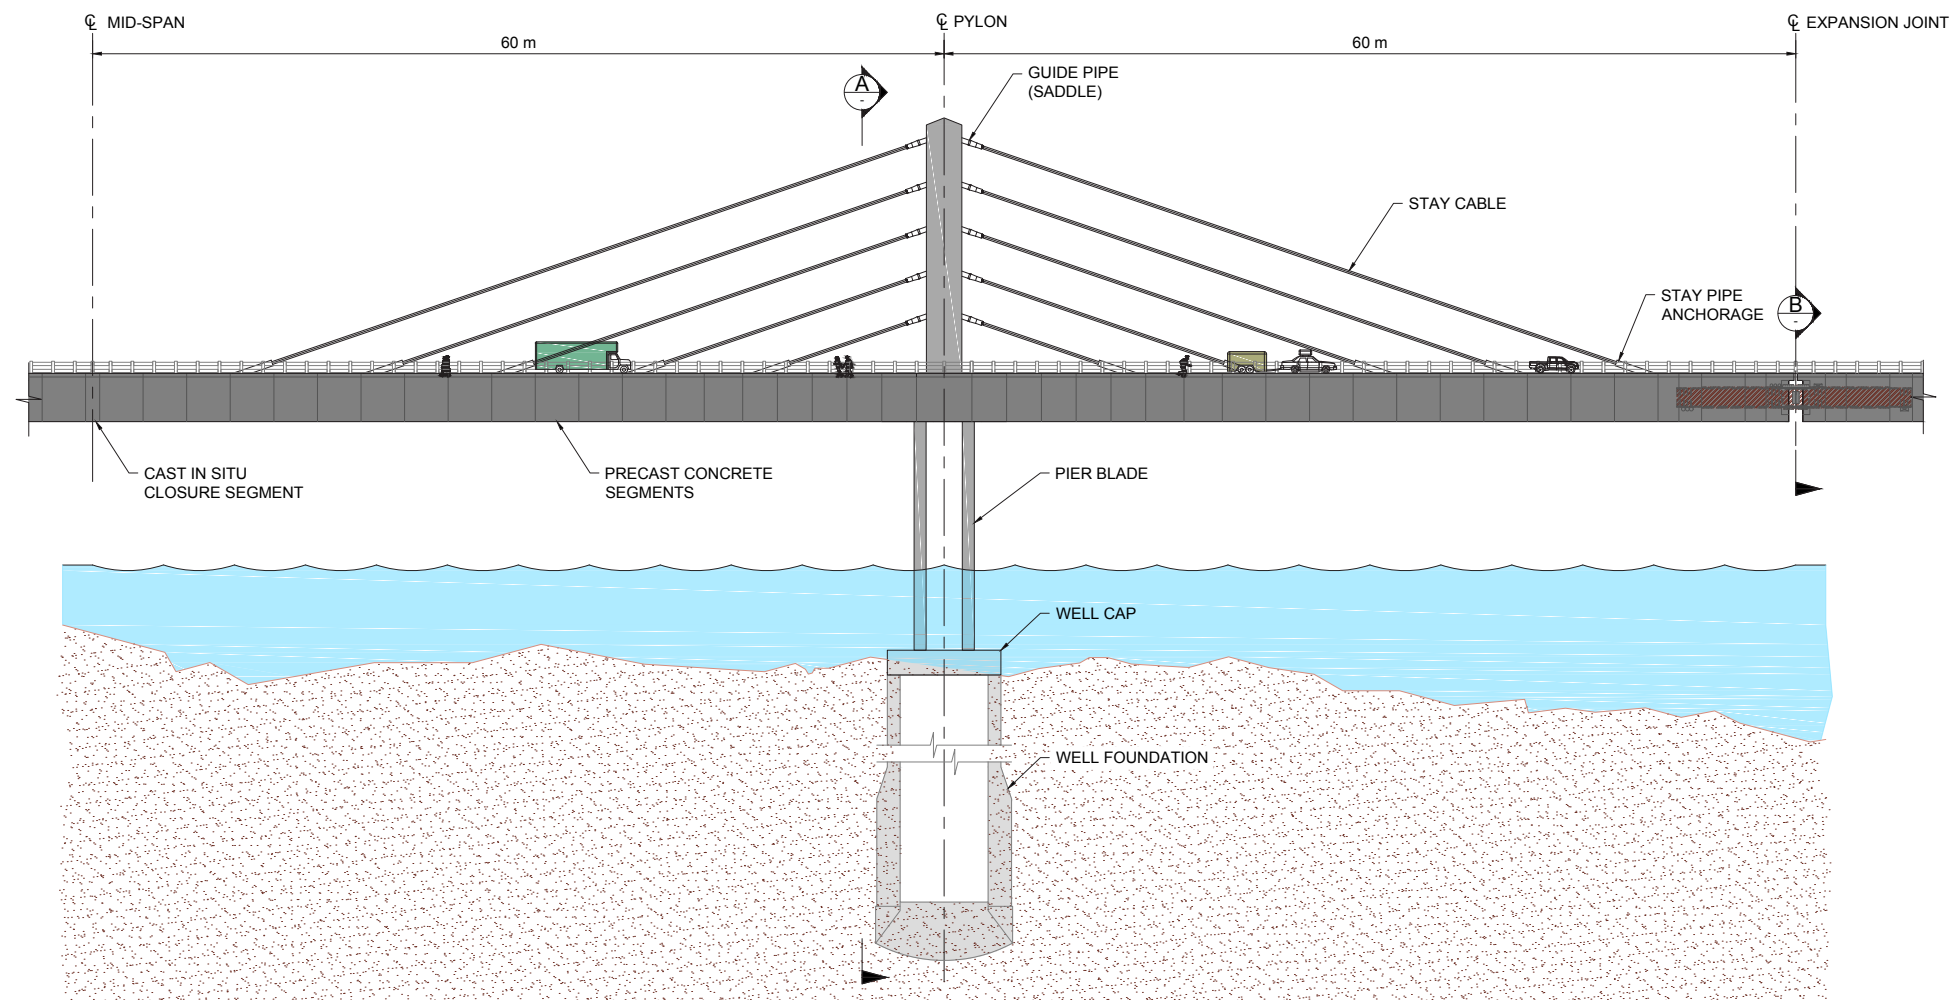 ℄ MID-SPAN
℄ PYLON
℄ EXPANSION JOINT
60 m
60 m
A
-
GUIDE PIPE
(SADDLE)
STAY CABLE
STAY PIPE
ANCHORAGE
B
-
CAST IN SITU
CLOSURE SEGMENT
PRECAST CONCRETE
SEGMENTS
PIER BLADE
WELL CAP
WELL FOUNDATION